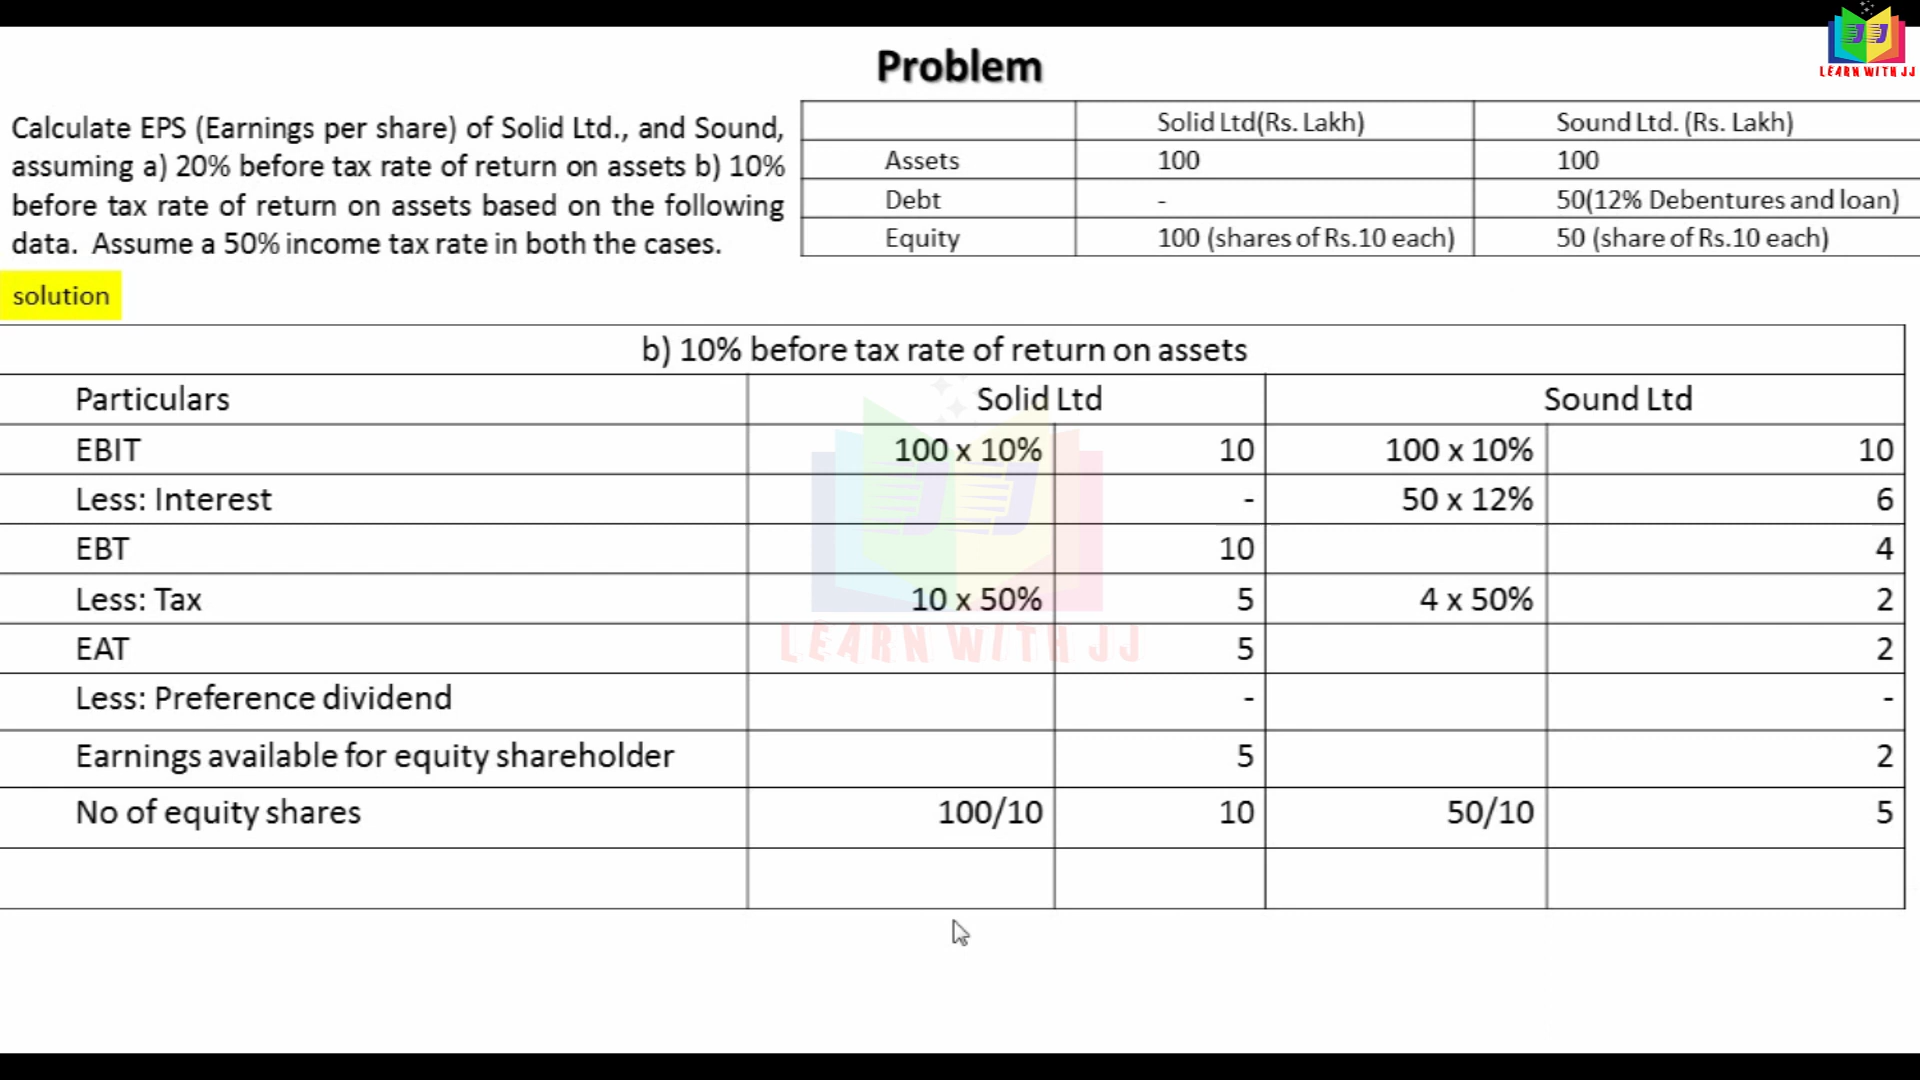 LEARN WITH JJ
Problem
Calculate EPS (Earnings per share) of Solid Ltd., and Sound,
assuming a) 20% before tax rate of return on assets b) 10%
before tax rate of return on assets based on the following
data. Assume a 50% income tax rate in both the cases.
Solid Ltd(Rs. Lakh) Sound Ltd. (Rs. Lakh)
Assets 100 100
Debt - 50(12% Debentures and loan)
Equity 100 (shares of Rs.10 each) 50 (share of Rs.10 each)
solution
b) 10% before tax rate of return on assets
Particulars Solid Ltd Sound Ltd
EBIT 100 x 10% 10 100 x 10% 10
Less: Interest - 50 x 12% 6
EBT 10 4
Less: Tax 10 x 50% 5 4 x 50% 2
EAT 5 2
LEARN WITH JJ
Less: Preference dividend - -
Earnings available for equity shareholder 5 2
No of equity shares 100/10 10 50/10 5